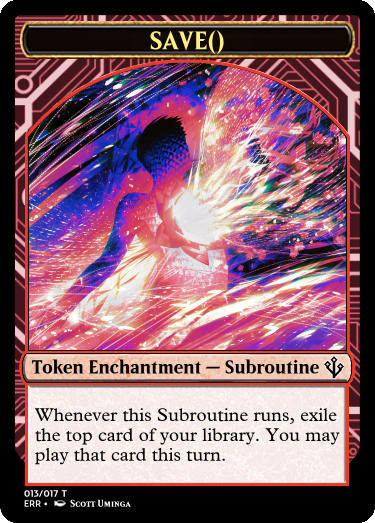 SAVE()
Token Enchantment — Subroutine
Whenever this Subroutine runs, exile
the top card of your library. You may
play that card this turn.
013/017 T
ERR • Scott Uminga